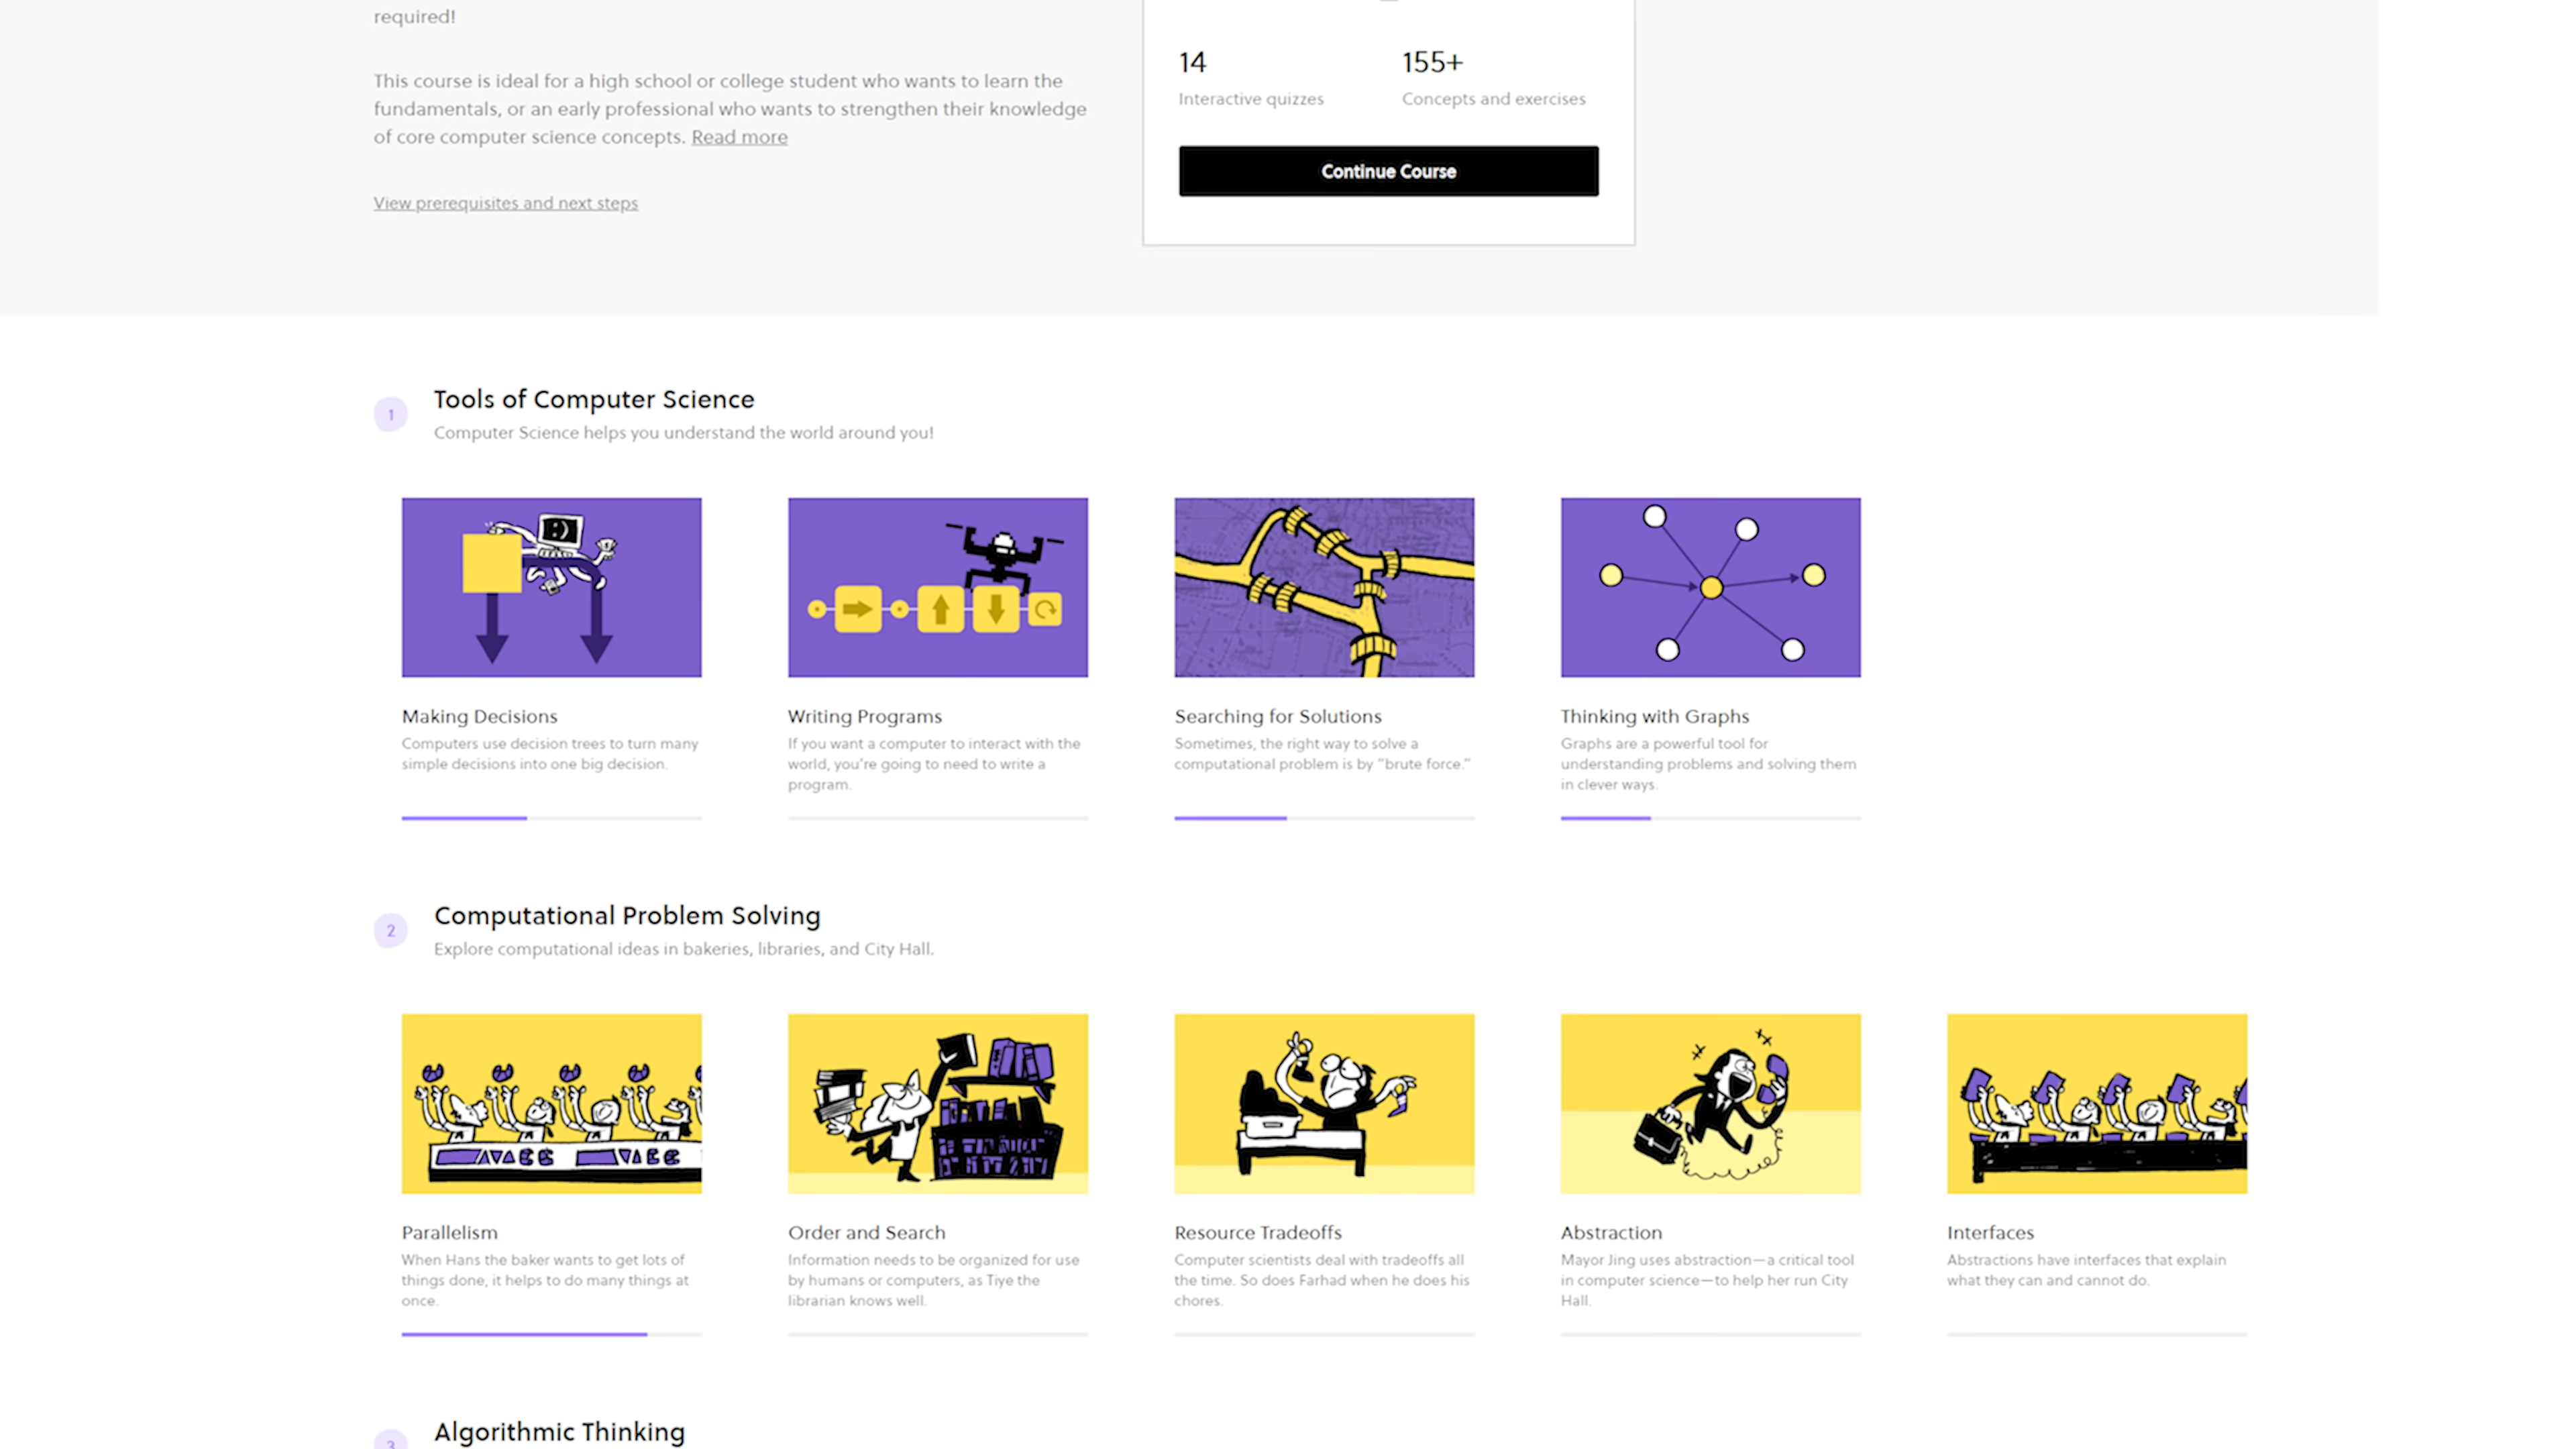 required!
This course is ideal for a high school or college student who wants to learn the
fundamentals, or an early professional who wants to strengthen their knowledge
of core computer science concepts. Read more
View prerequisites and next steps
14
Interactive quizzes
155+
Concepts and exercises
Continue Course
1
Tools of Computer Science
Computer Science helps you understand the world around you!
Making Decisions
Computers use decision trees to turn many
simple decisions into one big decision.
Writing Programs
If you want a computer to interact with the
world, you're going to need to write a
program.
Searching for Solutions
Sometimes, the right way to solve a
computational problem is by "brute force."
Thinking with Graphs
Graphs are a powerful tool for
understanding problems and solving them
in clever ways.
2
Computational Problem Solving
Explore computational ideas in bakeries, libraries, and City Hall.
Parallelism
When Hans the baker wants to get lots of
things done, it helps to do many things at
once.
Order and Search
Information needs to be organized for use
by humans or computers, as Tiye the
librarian knows well.
Resource Tradeoffs
Computer scientists deal with tradeoffs all
the time. So does Farhad when he does his
chores.
Abstraction
Mayor Jing uses abstraction—a critical tool
in computer science—to help her run City
Hall.
Interfaces
Abstractions have interfaces that explain
what they can and cannot do.
3
Algorithmic Thinking